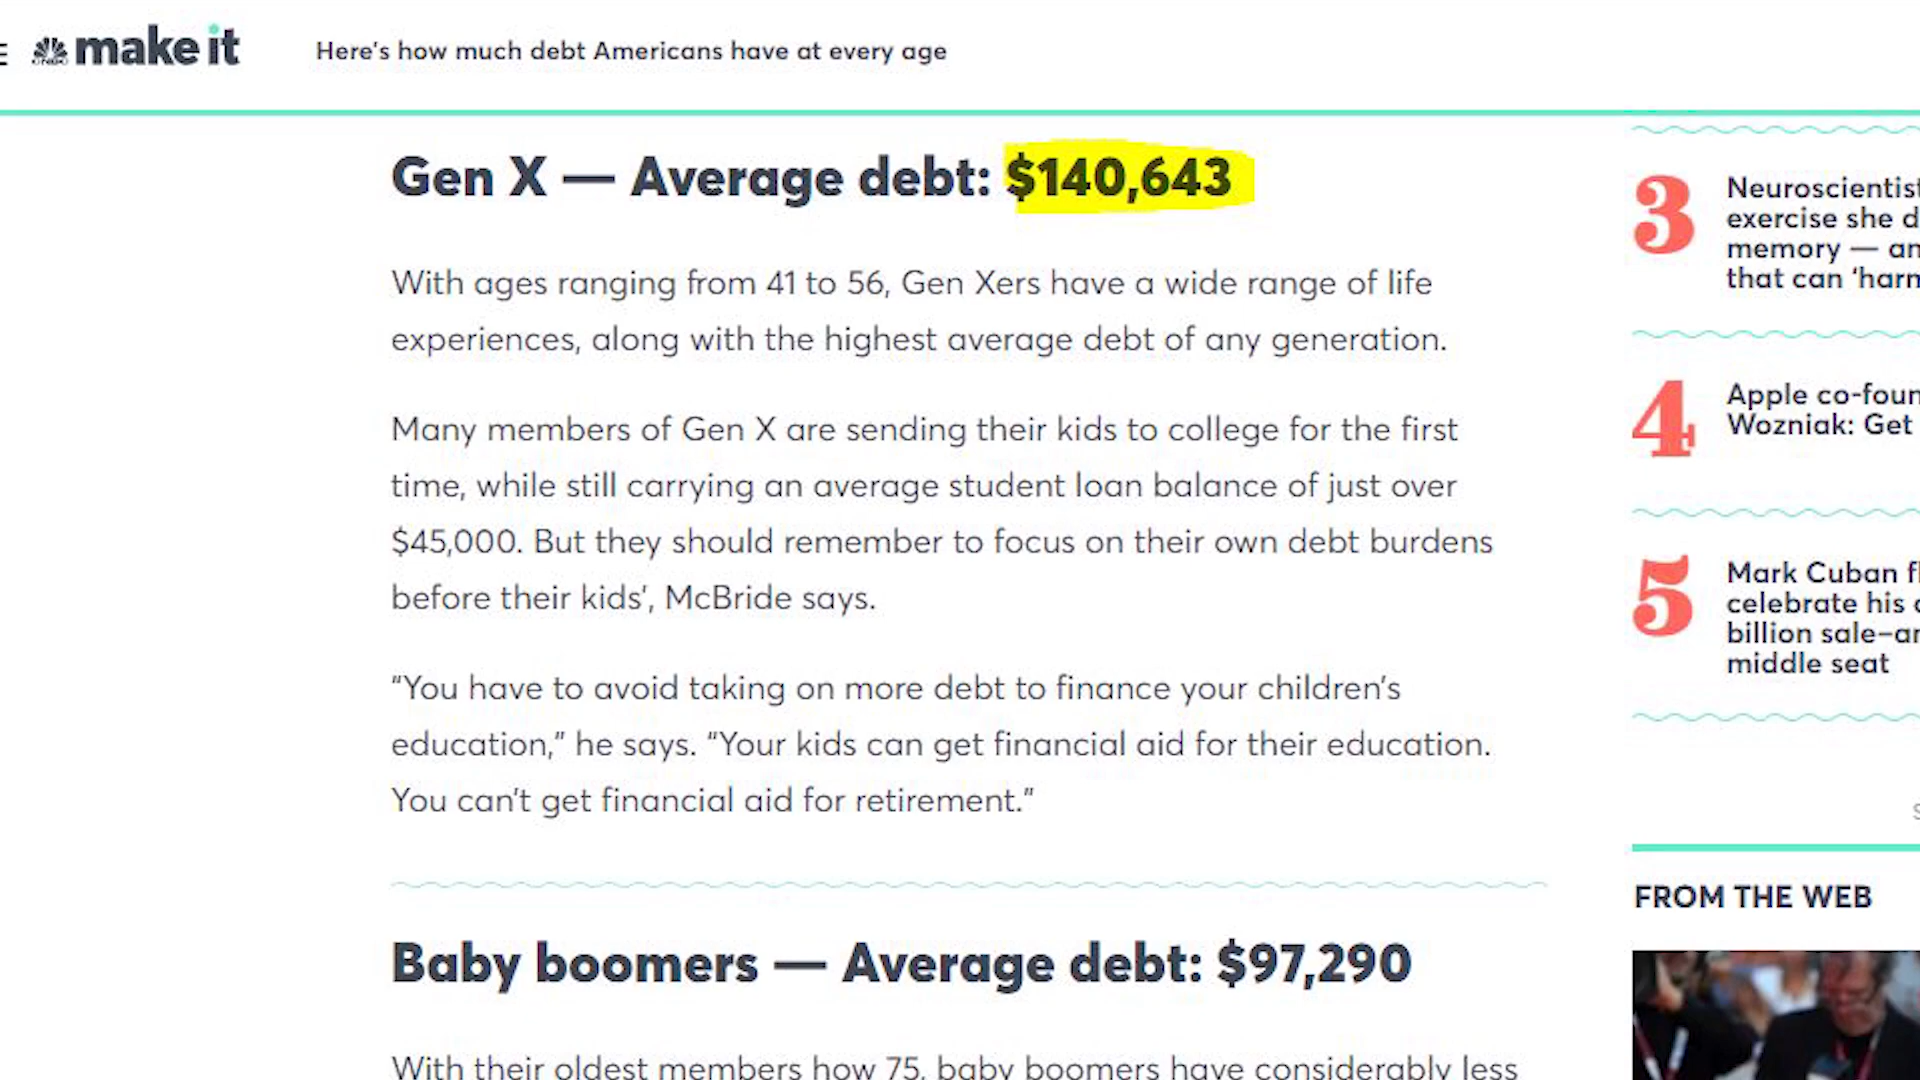 make it
Here's how much debt Americans have at every age
Gen X — Average debt: $140,643
With ages ranging from 41 to 56, Gen Xers have a wide range of life
experiences, along with the highest average debt of any generation.
Many members of Gen X are sending their kids to college for the first
time, while still carrying an average student loan balance of just over
$45,000. But they should remember to focus on their own debt burdens
before their kids’, McBride says.
“You have to avoid taking on more debt to finance your children’s
education,” he says. “Your kids can get financial aid for their education.
You can’t get financial aid for retirement.”
Baby boomers — Average debt: $97,290
With their oldest members how 75, baby boomers have considerably less
3
Neuroscientist
exercise she
memory —
that can
4
Apple
Wozniak: Get
5
Mark Cuban
celebrate his
billion
middle seat
FROM THE WEB